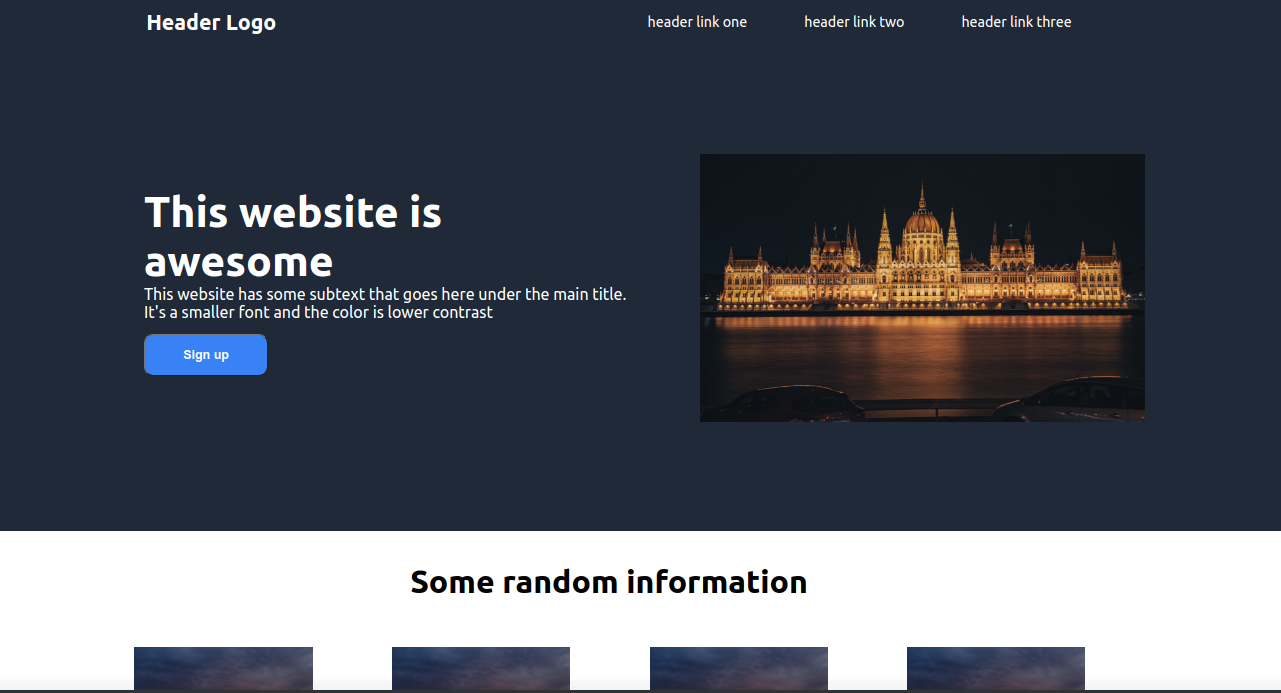 Header Logo
header link one
header link two
header link three
This website is
awesome
This website has some subtext that goes here under the main title.
It's a smaller font and the color is lower contrast
Sign up
Some random information